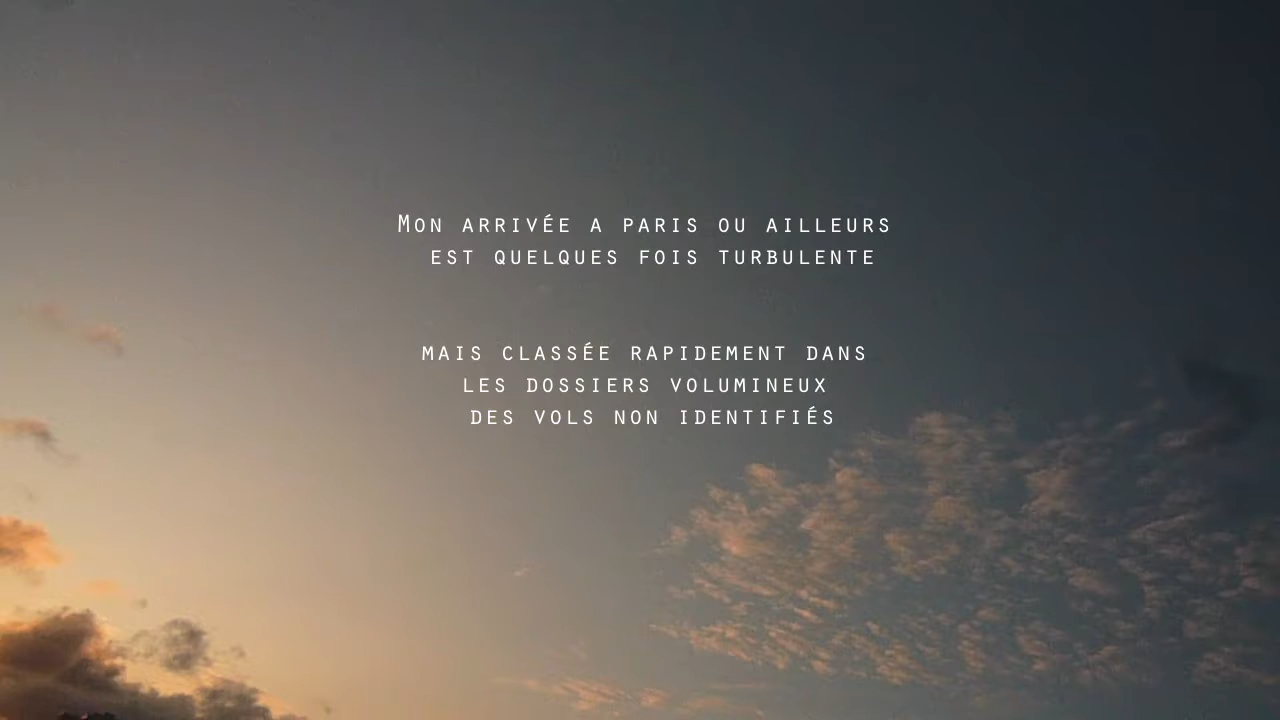 Mon arrivée a paris ou ailleurs
est quelques fois turbulente
mais classée rapidement dans
les dossiers volumineux
des vols non identifiés